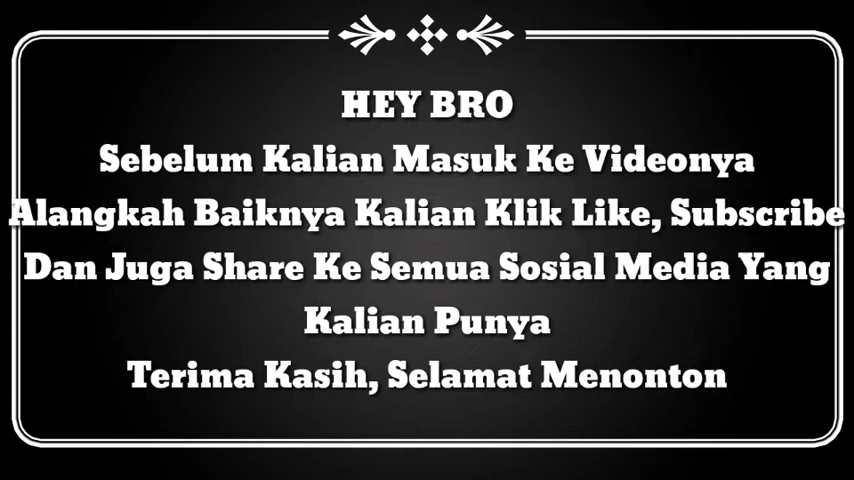 HEY BRO
Sebelum Kalian Masuk Ke Videonya
Alangkah Baiknya Kalian Klik Like, Subscribe
Dan Juga Share Ke Semua Sosial Media Yang
Kalian Punya
Terima Kasih, Selamat Menonton